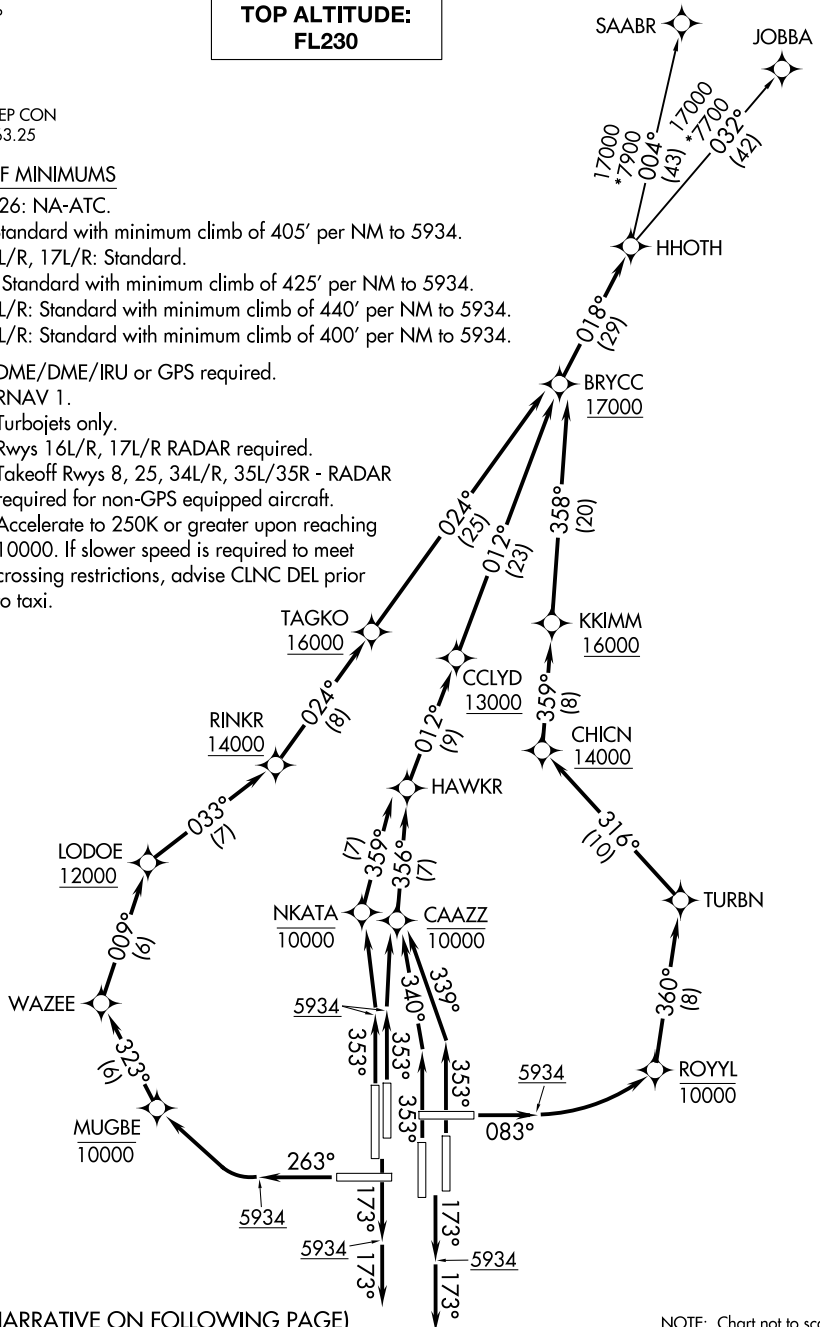 TOP ALTITUDE:
FL230
SAABR
JOBBA
17000
*7900
004°
(43)
17000
*7700
032°
(42)
HHOTH
018°
(29)
BRYCC
17000
EP CON
63.25
F MINIMUMS
26: NA-ATC.
tandard with minimum climb of 405' per NM to 5934.
L/R, 17L/R: Standard.
Standard with minimum climb of 425' per NM to 5934.
L/R: Standard with minimum climb of 440' per NM to 5934.
L/R: Standard with minimum climb of 400' per NM to 5934.
DME/DME/IRU or GPS required.
RNAV 1.
Turbojets only.
Rwys 16L/R, 17L/R RADAR required.
Takeoff Rwys 8, 25, 34L/R, 35L/35R - RADAR
required for non-GPS equipped aircraft.
Accelerate to 250K or greater upon reaching
10000. If slower speed is required to meet
crossing restrictions, advise CLNC DEL prior
o taxi.
024°
(25)
012°
(23)
358°
(20)
TAGKO
16000
KKIMM
16000
CCLYD
13000
024°
(8)
012°
(9)
359°
(8)
RINKR
14000
CHICN
14000
HAWKR
033°
(7)
(7)
359°
356°
(7)
316°
(10)
LODOE
12000
NKATA
10000
CAAZZ
10000
TURBN
009°
(6)
WAZEE
340°
339°
360°
(8)
5934
353°
353°
353°
353°
323°
(6)
ROYYL
10000
5934
083°
MUGBE
10000
263°
5934
173°
5934
173°
173°
5934
173°
ARRATIVE ON FOLLOWING PAGE)
NOTE: Chart not to sc